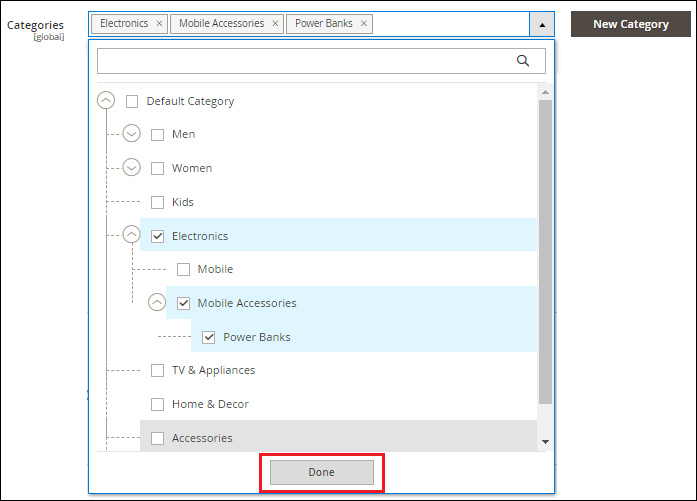 Categories
[global]
Electronics × Mobile Accessories × Power Banks ×
New Category
Default Category
Men
Women
Kids
Electronics
Mobile
Mobile Accessories
Power Banks
TV & Appliances
Home & Decor
Accessories
Done